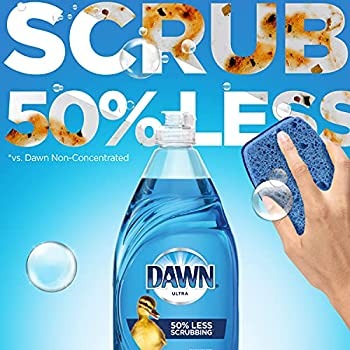 SCRUB
50% LESS
*vs. Dawn Non-Concentrated
DAWN
ULTRA
50% LESS
SCRUBBING